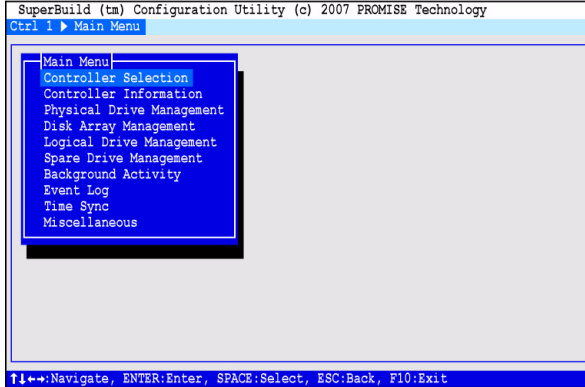 SuperBuild (tm) Configuration Utility (c) 2007 PROMISE Technology
Ctrl 1 ▶ Main Menu
Main Menu
Controller Selection
Controller Information
Physical Drive Management
Disk Array Management
Logical Drive Management
Spare Drive Management
Background Activity
Event Log
Time Sync
Miscellaneous
↑↓←→:Navigate, ENTER:Enter, SPACE:Select, ESC:Back, F10:Exit